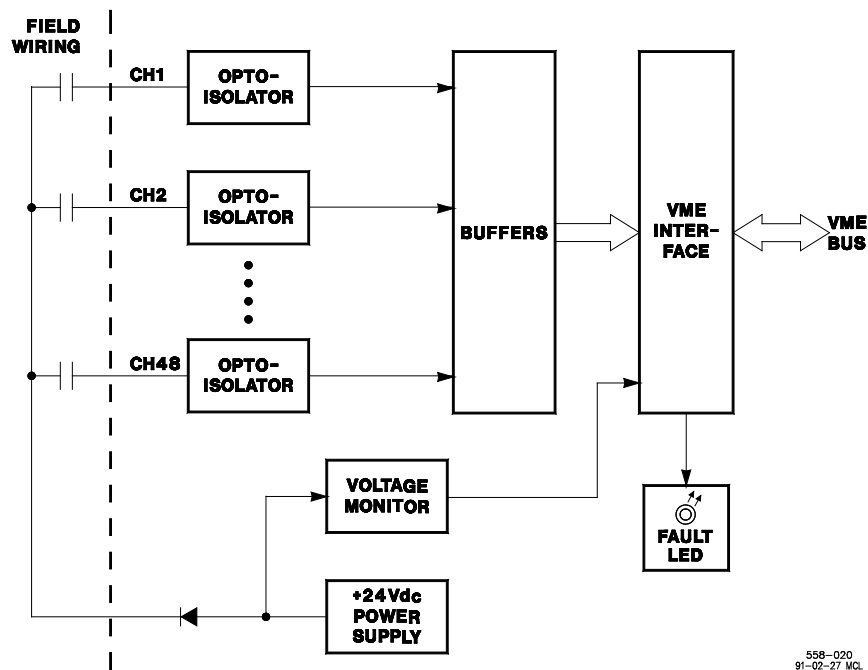 FIELD
WIRING
CH1
OPTO-
ISOLATOR
CH2
OPTO-
ISOLATOR
CH48
OPTO-
ISOLATOR
BUFFERS
VME
INTER-
FACE
VME
BUS
VOLTAGE
MONITOR
FAULT
LED
+24Vdc
POWER
SUPPLY
558-020
91-02-27 MCL